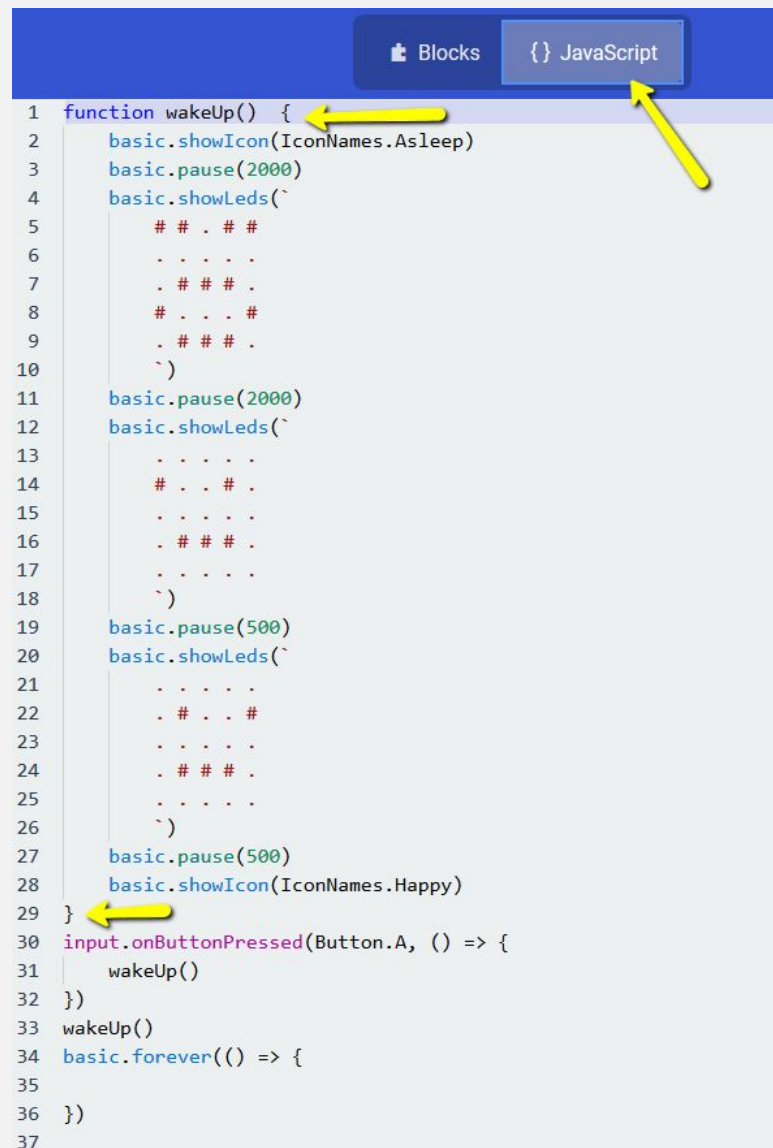 Blocks
{} JavaScript
1 function wakeUp()  {
2     basic.showIcon(IconNames.Asleep)
3     basic.pause(2000)
4     basic.showLeds(`
5         # # . # #
6         . . . . .
7         . # # # .
8         # . . . #
9         . # # # .
10         `)
11     basic.pause(2000)
12     basic.showLeds(`
13         . . . . .
14         # . . # .
15         . . . . .
16         . # # # .
17         . . . . .
18         `)
19     basic.pause(500)
20     basic.showLeds(`
21         . . . . .
22         . # . . #
23         . . . . .
24         . # # # .
25         . . . . .
26         `)
27     basic.pause(500)
28     basic.showIcon(IconNames.Happy)
29 }
30 input.onButtonPressed(Button.A, () => {
31     wakeUp()
32 })
33 wakeUp()
34 basic.forever(() => {
35
36 })
37